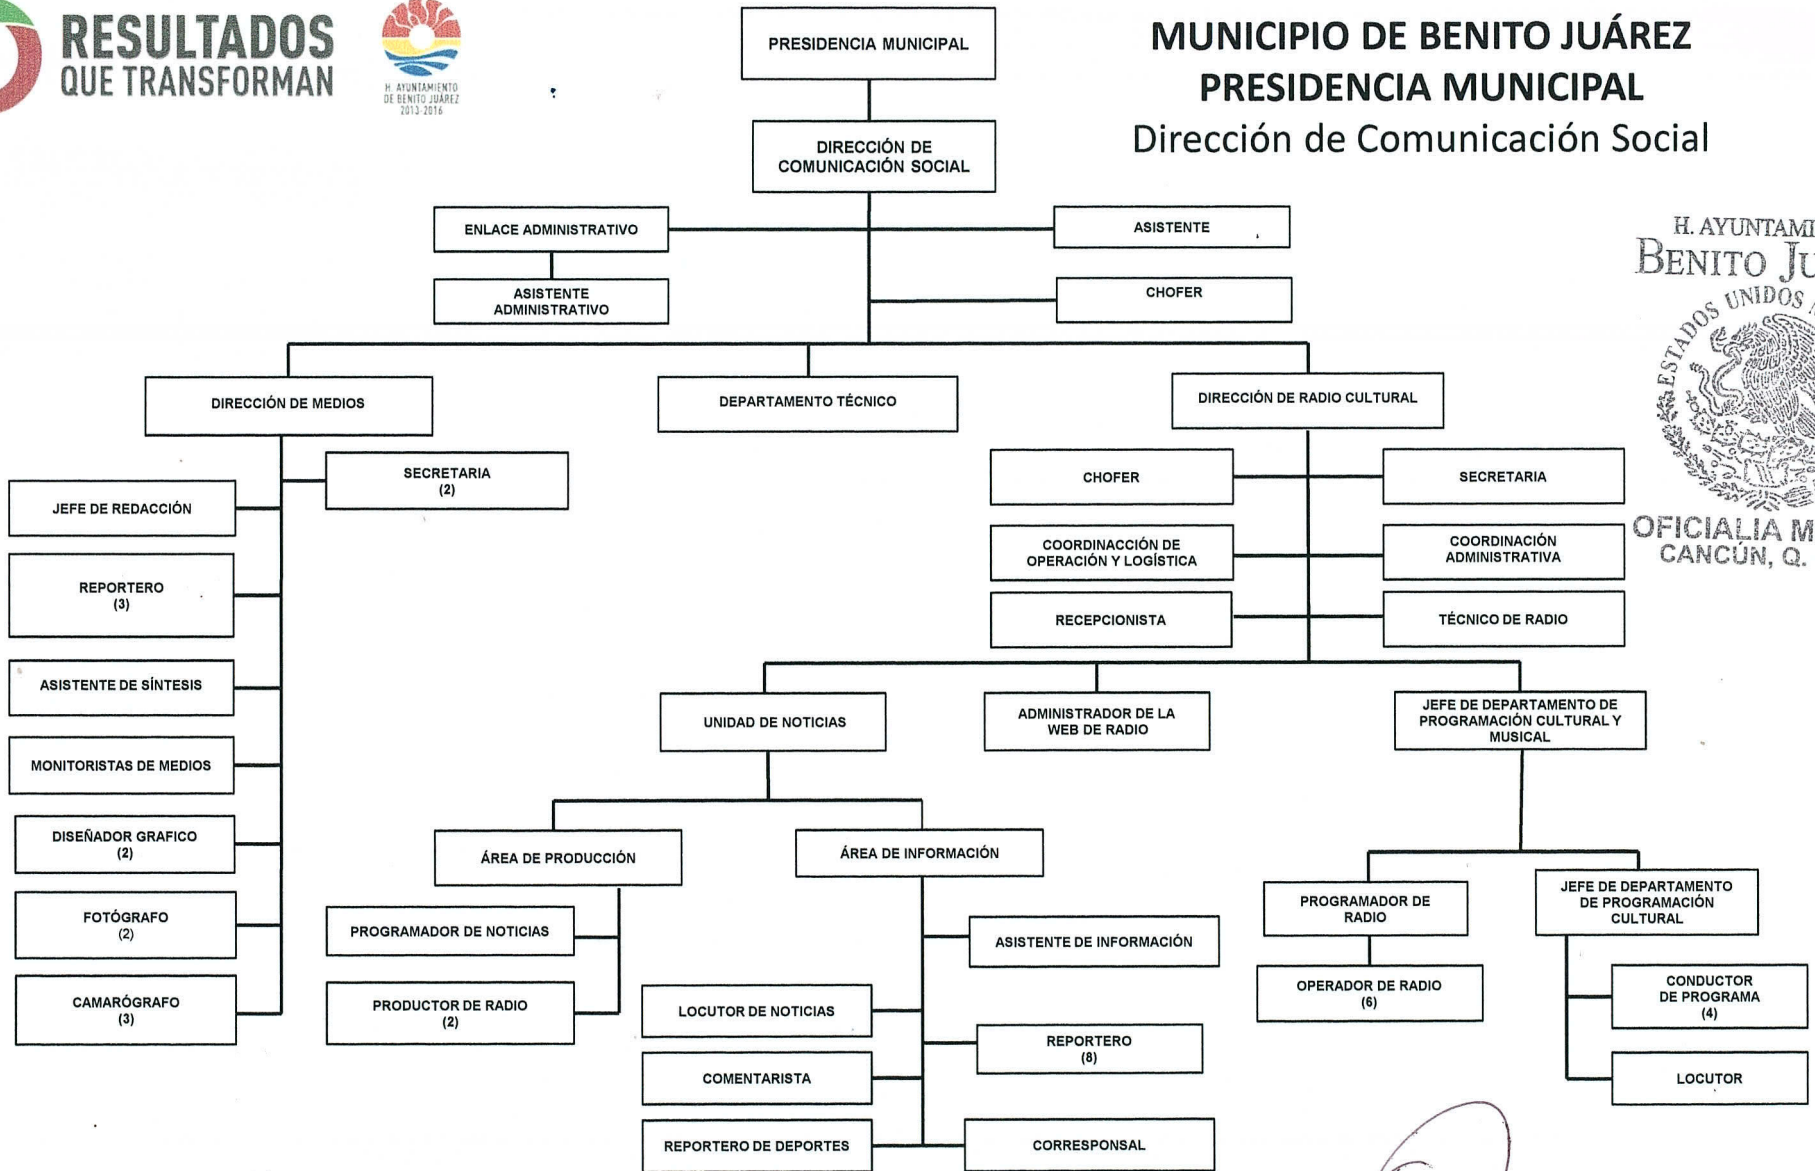 RESULTADOS
QUE TRANSFORMAN
H. AYUNTAMIENTO
DE BENITO JUÁREZ
2013-2016
MUNICIPIO DE BENITO JUÁREZ
PRESIDENCIA MUNICIPAL
Dirección de Comunicación Social
PRESIDENCIA MUNICIPAL
DIRECCIÓN DE
COMUNICACIÓN SOCIAL
ENLACE ADMINISTRATIVO
ASISTENTE
ASISTENTE
ADMINISTRATIVO
CHOFER
H. AYUNTAMI
BENITO JU
ESTADOS UNIDOS M
OFICIALIA M
CANCÚN, Q.
DIRECCIÓN DE MEDIOS
DEPARTAMENTO TÉCNICO
DIRECCIÓN DE RADIO CULTURAL
SECRETARIA
(2)
JEFE DE REDACCIÓN
REPORTERO
(3)
ASISTENTE DE SÍNTESIS
MONITORISTAS DE MEDIOS
DISEÑADOR GRAFICO
(2)
FOTÓGRAFO
(2)
CAMARÓGRAFO
(3)
CHOFER
SECRETARIA
COORDINACCIÓN DE
OPERACIÓN Y LOGÍSTICA
COORDINACIÓN
ADMINISTRATIVA
RECEPCIONISTA
TÉCNICO DE RADIO
UNIDAD DE NOTICIAS
ADMINISTRADOR DE LA
WEB DE RADIO
JEFE DE DEPARTAMENTO DE
PROGRAMACIÓN CULTURAL Y
MUSICAL
ÁREA DE PRODUCCIÓN
ÁREA DE INFORMACIÓN
PROGRAMADOR DE NOTICIAS
PRODUCTOR DE RADIO
(2)
ASISTENTE DE INFORMACIÓN
LOCUTOR DE NOTICIAS
REPORTERO
(8)
COMENTARISTA
REPORTERO DE DEPORTES
CORRESPONSAL
PROGRAMADOR DE
RADIO
OPERADOR DE RADIO
(6)
JEFE DE DEPARTAMENTO
DE PROGRAMACIÓN
CULTURAL
CONDUCTOR
DE PROGRAMA
(4)
LOCUTOR